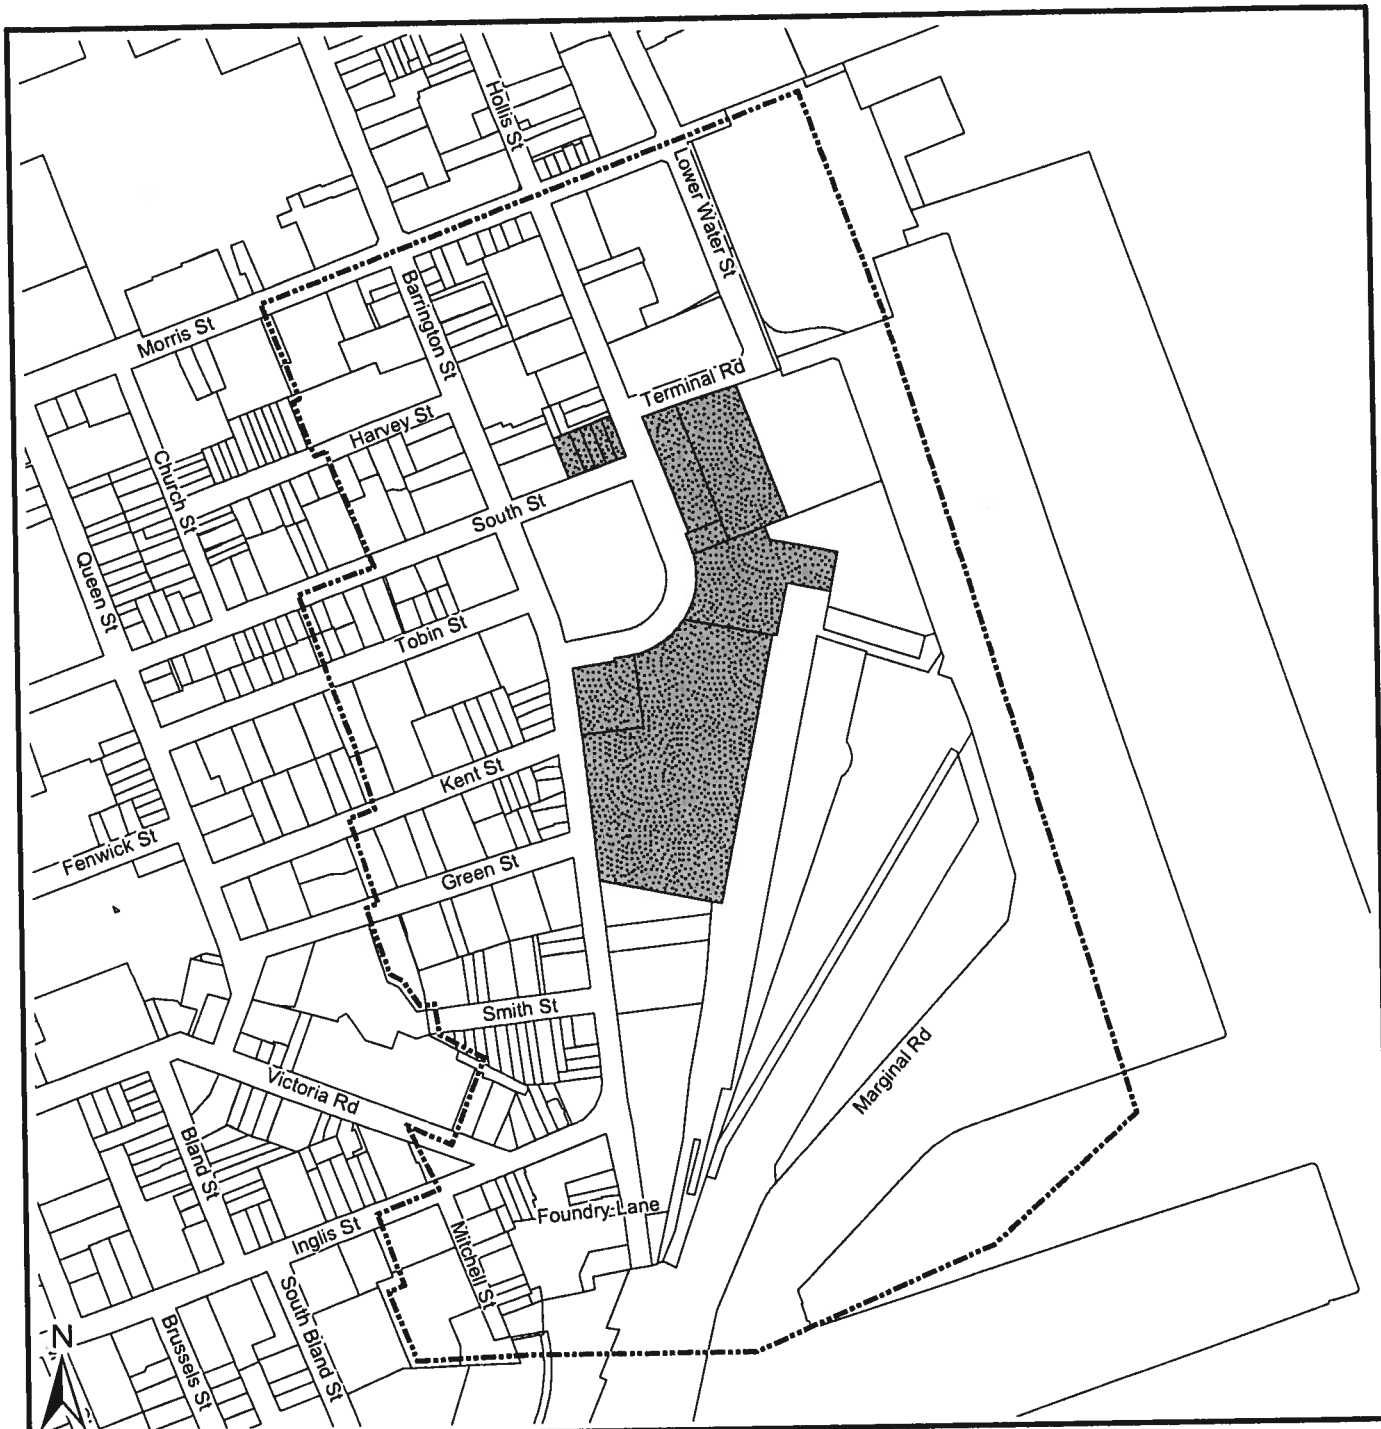 Hollis St
Lower Water St
Barrington St
Morris St
Terminal Rd
Harvey St
Church St
South St
Queen St
Tobin St
Kent St
Fenwick St
Green St
Smith St
Marginal Rd
Victoria Rd
Bland St
Foundry Lane
Inglis St
Mitchell St
South Bland St
Brussels St
N